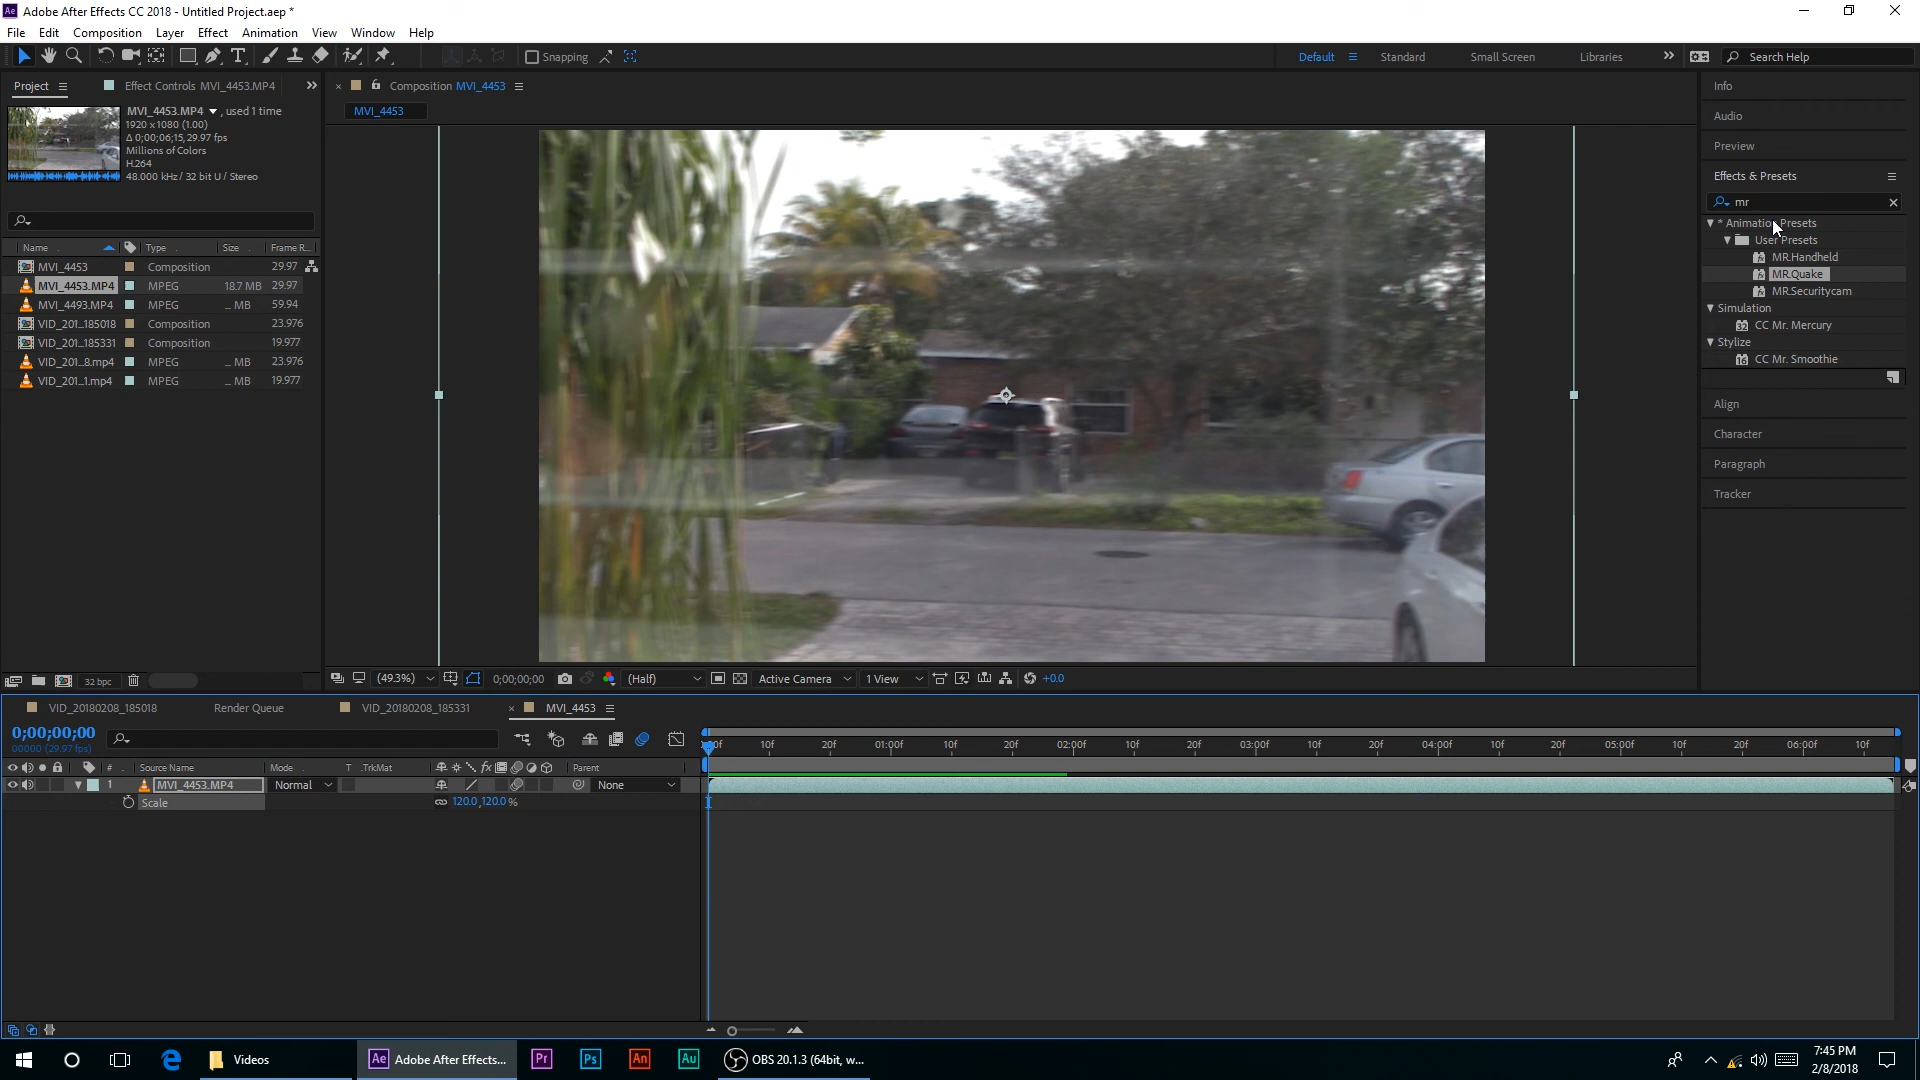 Ae Adobe After Effects CC 2018 - Untitled Project.aep *
File Edit Composition Layer Effect Animation View Window Help
Snapping Default Standard Small Screen Libraries Search Help
Project Effect Controls MVI_4453.MP4
Composition MVI_4453
MVI_4453
MVI_4453.MP4 , used 1 time
1920 x 1080 (1.00)
Δ 0;00;06;15, 29.97 fps
Millions of Colors
H.264
48.000 kHz / 32 bit U / Stereo
Name Type Size Frame R...
MVI_4453 Composition 29.97
MVI_4453.MP4 MPEG 18.7 MB 29.97
MVI_4493.MP4 MPEG ... MB 59.94
VID_201...185018 Composition 23.976
VID_201...185331 Composition 19.977
VID_201...8.mp4 MPEG ... MB 23.976
VID_201...1.mp4 MPEG ... MB 19.977
32 bpc
(49.3%) 0;00;00;00 (Half) Active Camera 1 View +0.0
Info
Audio
Preview
Effects & Presets
mr
* Animation Presets
User Presets
MR.Handheld
MR.Quake
MR.Securitycam
Simulation
32 CC Mr. Mercury
Stylize
16 CC Mr. Smoothie
Align
Character
Paragraph
Tracker
VID_20180208_185018 Render Queue VID_20180208_185331 MVI_4453
0;00;00;00
00000 (29.97 fps)
10f 20f 01:00f 10f 20f 02:00f 10f 20f 03:00f 10f 20f 04:00f 10f 20f 05:00f 10f 20f 06:00f 10f
# Source Name Mode T .TrkMat fx Parent
1 MVI_4453.MP4 Normal None
Scale 120.0,120.0%
Videos Ae Adobe After Effects... Pr Ps An Au OBS 20.1.3 (64bit, w...
7:45 PM
2/8/2018